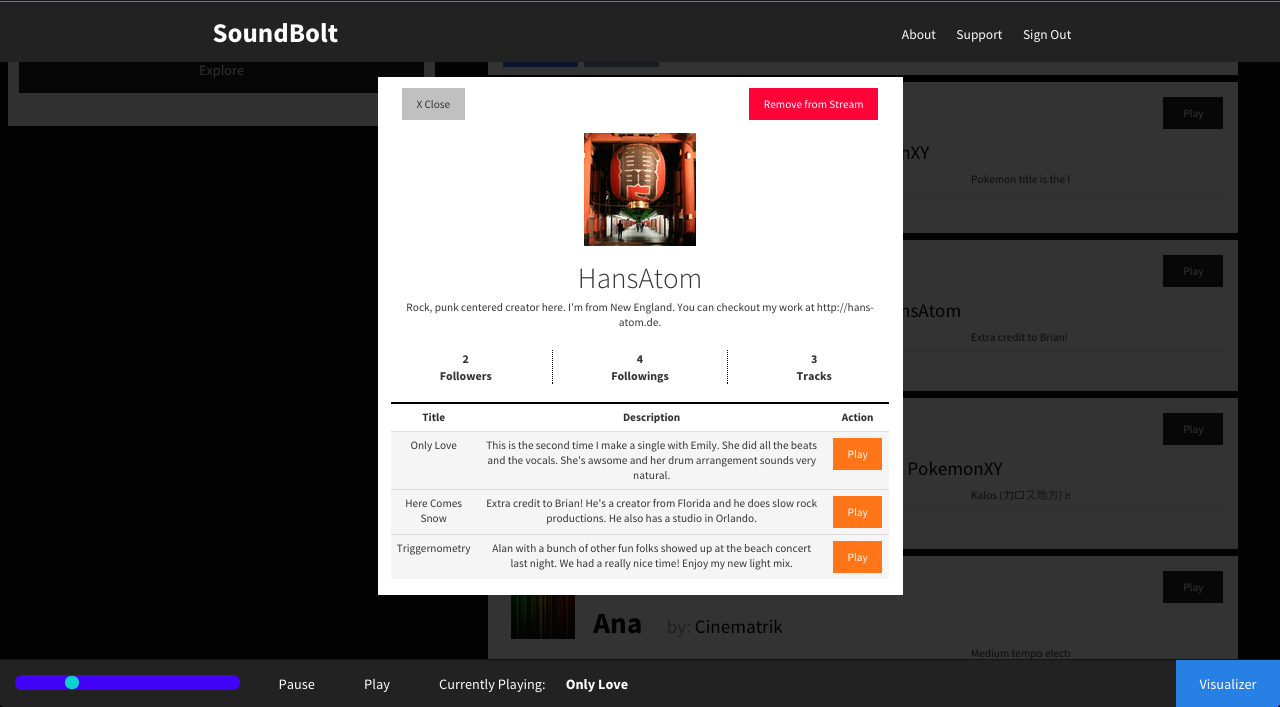 SoundBolt
About Support Sign Out
Explore
X Close
Remove from Stream
Play
Pokemon title is the f
HansAtom
Rock, punk centered creator here. I'm from New England. You can checkout my work at http://hans-
atom.de.
Play
Extra credit to Brian!
2
Followers
4
Followings
3
Tracks
Title Description Action
Only Love
This is the second time I make a single with Emily. She did all the beats
and the vocals. She's awsome and her drum arrangement sounds very
natural.
Play
Here Comes
Snow
Extra credit to Brian! He's a creator from Florida and he does slow rock
productions. He also has a studio in Orlando.
Play
Triggernometry
Alan with a bunch of other fun folks showed up at the beach concert
last night. We had a really nice time! Enjoy my new light mix.
Play
Play
PokemonXY
Kalos (カロス地方) is
Play
Ana by: Cinematrik
Medium tempo elect
Pause Play Currently Playing: Only Love
Visualizer